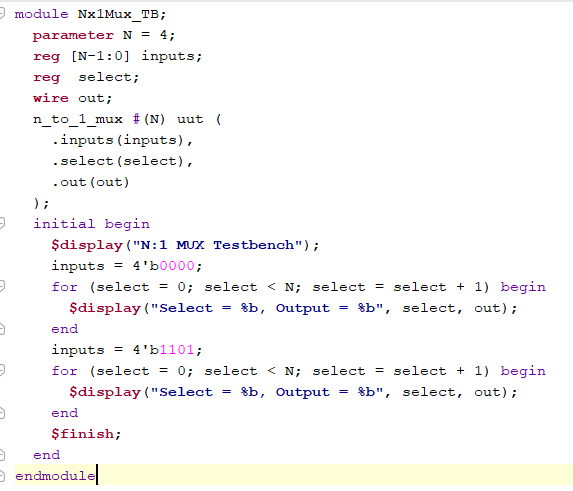 module Nx1Mux_TB;
parameter N = 4;
reg [N-1:0] inputs;
reg  select;
wire out;
n_to_1_mux #(N) uut (
.inputs(inputs),
.select(select),
.out(out)
);
initial begin
$display("N:1 MUX Testbench");
inputs = 4'b0000;
for (select = 0; select < N; select = select + 1) begin
$display("Select = %b, Output = %b", select, out);
end
inputs = 4'b1101;
for (select = 0; select < N; select = select + 1) begin
$display("Select = %b, Output = %b", select, out);
end
$finish;
end
endmodule